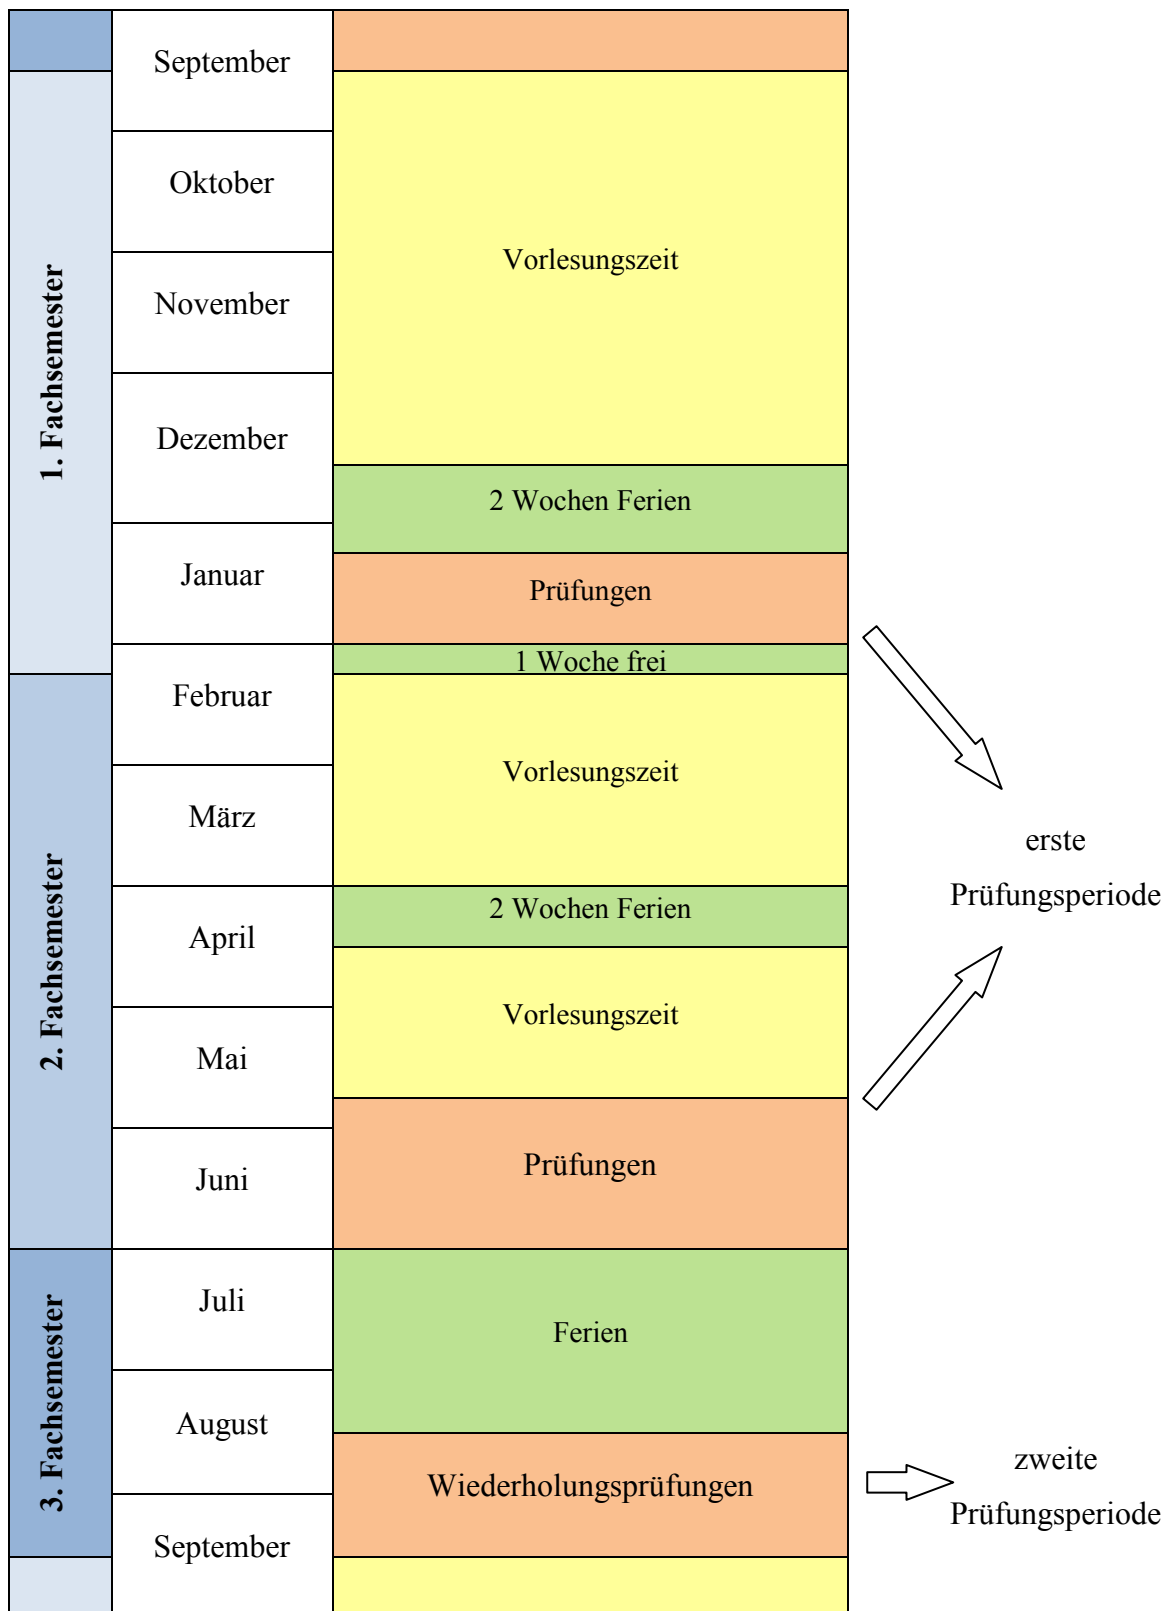 September
Oktober
Vorlesungszeit
November
1. Fachsemester
Dezember
2 Wochen Ferien
Januar
Prüfungen
1 Woche frei
Februar
Vorlesungszeit
März
erste
Prüfungsperiode
2 Wochen Ferien
April
2. Fachsemester
Vorlesungszeit
Mai
Prüfungen
Juni
Juli
Ferien
3. Fachsemester
August
zweite
Prüfungsperiode
Wiederholungsprüfungen
September